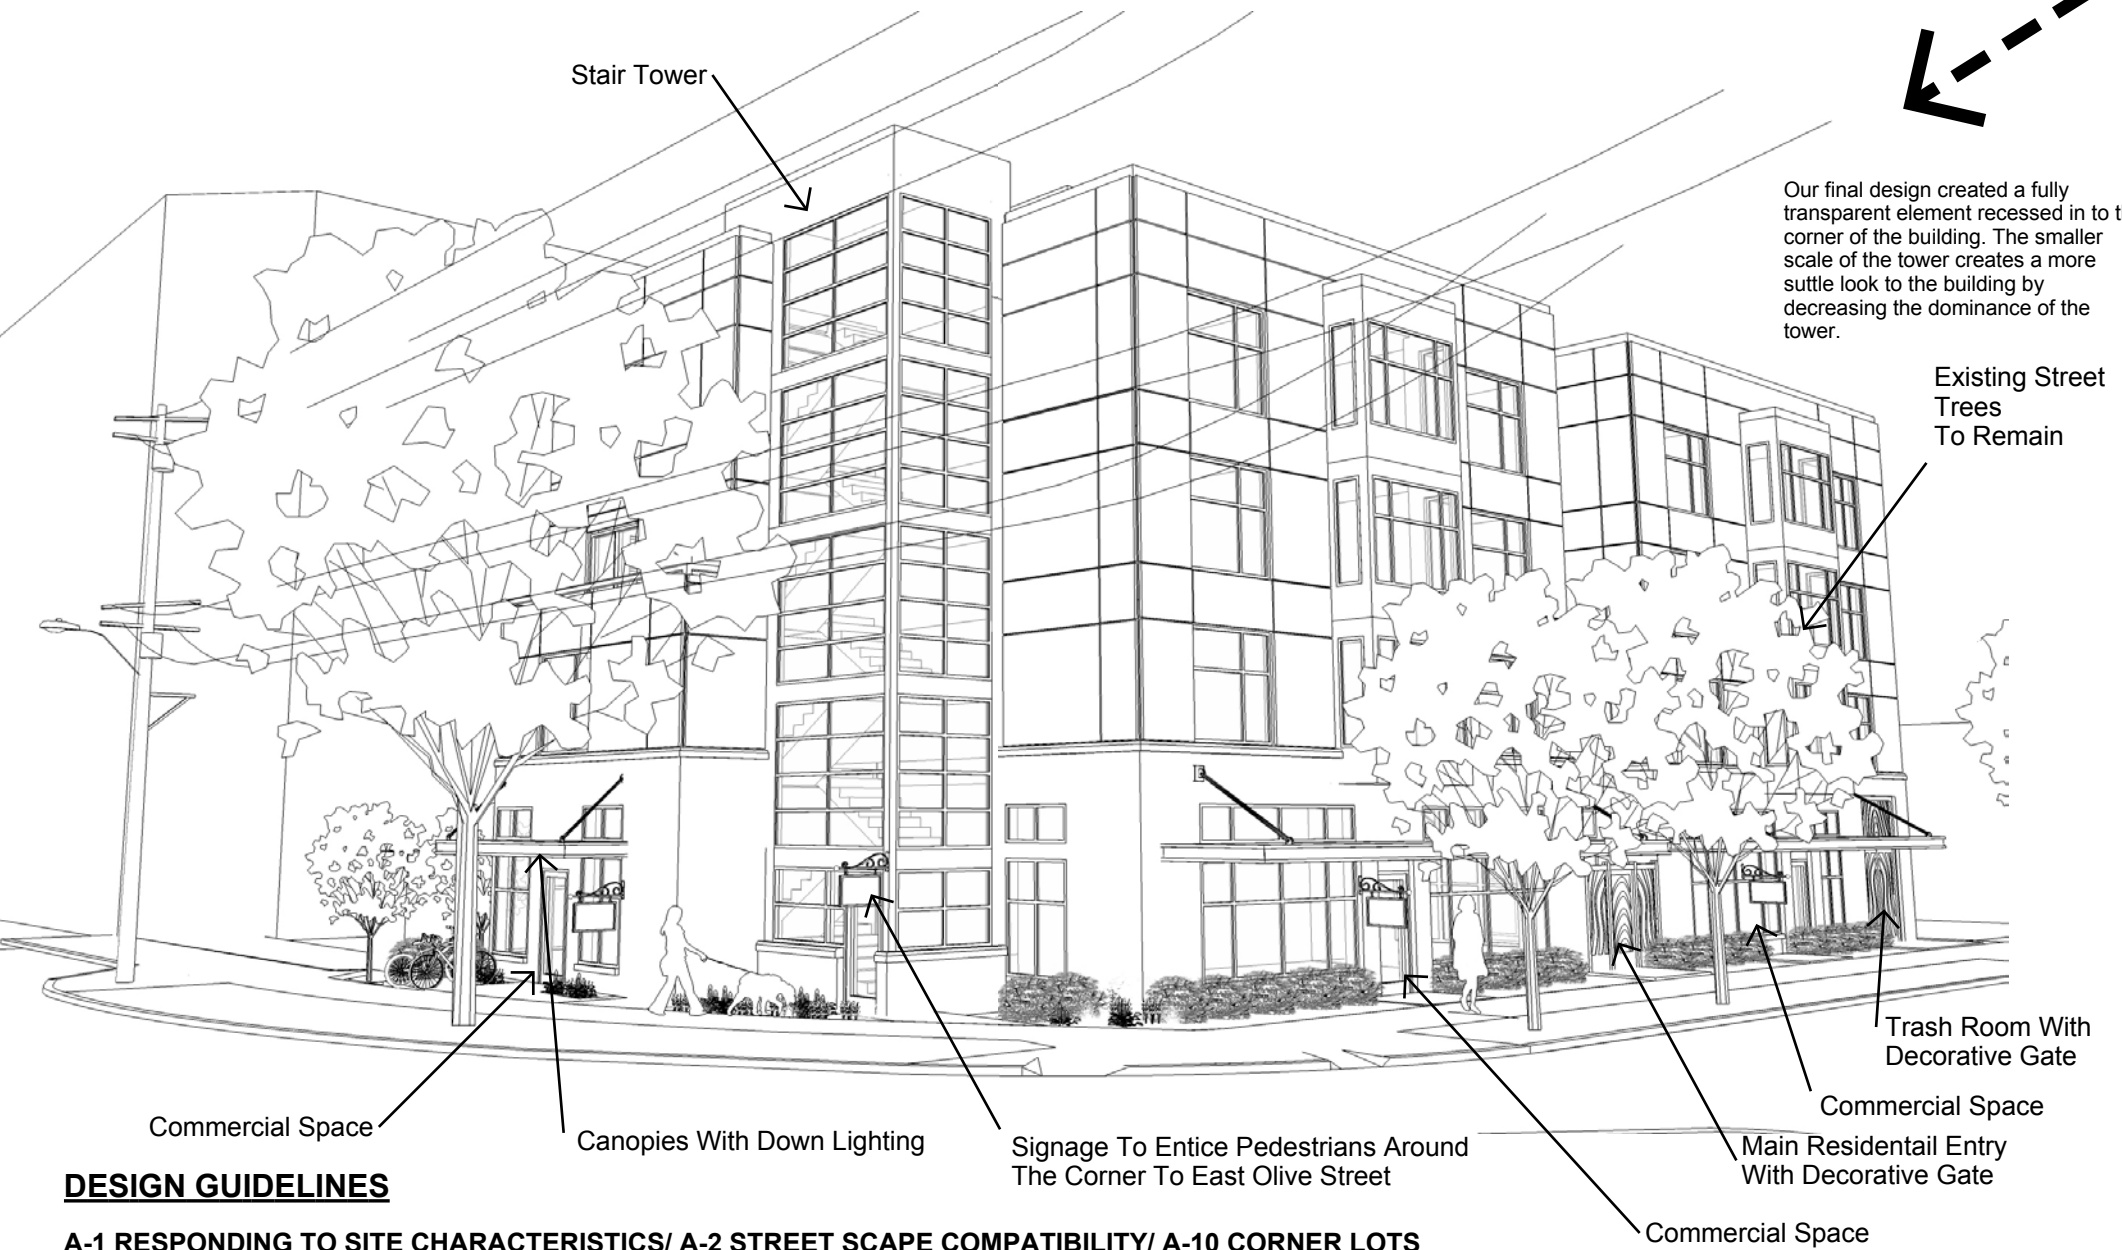 Stair Tower
Our final design created a fully
transparent element recessed in to
corner of the building. The smaller
scale of the tower creates a more
suttle look to the building by
decreasing the dominance of the
tower.
Existing Street
Trees
To Remain
Trash Room With
Decorative Gate
Commercial Space
Commercial Space
Canopies With Down Lighting
Signage To Entice Pedestrians Around
The Corner To East Olive Street
Main Residentail Entry
With Decorative Gate
Commercial Space
DESIGN GUIDELINES
A-1 RESPONDING TO SITE CHARACTERISTICS/ A-2 STREET SCAPE COMPATIBILITY/ A-10 CORNER LOTS